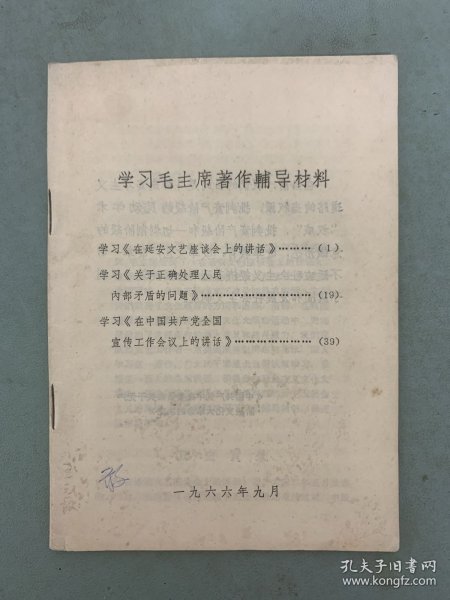 学习毛主席著作輔导材料
学习《在延安文艺座谈会上的讲话》………（1）
学习《关于正确处理人民
内部矛盾的问题》…………………………（19）
学习《在中国共产党全国
宣传工作会议上的讲话》…………………（39）
一九六六年九月
孔夫子旧书网
www.kongfz.com